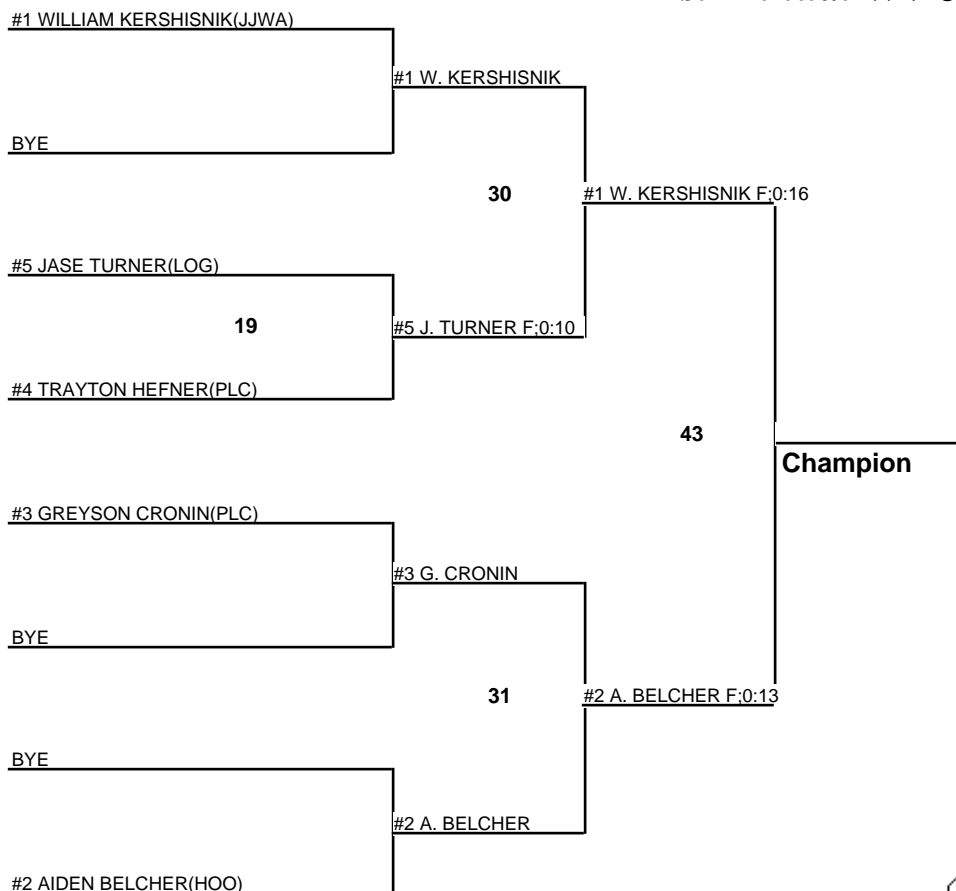 #1 WILLIAM KERSHISNIK(JJWA)
#1 W. KERSHISNIK
BYE
30
#1 W. KERSHISNIK F;0:16
#5 JASE TURNER(LOG)
19
#5 J. TURNER F;0:10
#4 TRAYTON HEFNER(PLC)
43
Champion
#3 GREYSON CRONIN(PLC)
#3 G. CRONIN
BYE
31
#2 A. BELCHER F;0:13
BYE
#2 A. BELCHER
#2 AIDEN BELCHER(HOO)